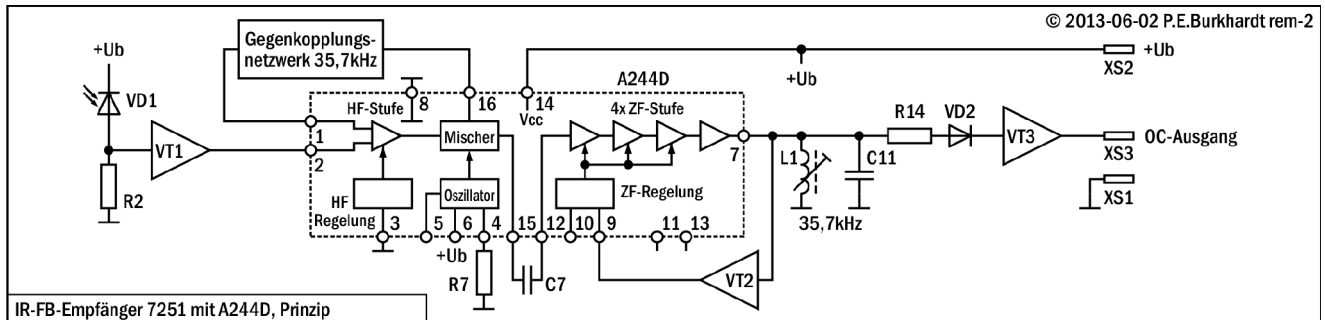 © 2013-06-02 P.E.Burkhardt rem-2
+Ub
Gegenkopplungs-
netzwerk 35,7kHz
A244D
+Ub
+Ub
XS2
VD1
HF-Stufe
8
16
14
Vcc
4x ZF-Stufe
R14
VD2
VT1
1
2
Mischer
7
L1
C11
VT3
OC-Ausgang
XS3
R2
HF
Regelung
Oszillator
ZF-Regelung
XS1
3
5
6
4
15
12
10
9
11
13
35,7kHz
+Ub
R7
C7
VT2
IR-FB-Empfänger 7251 mit A244D, Prinzip